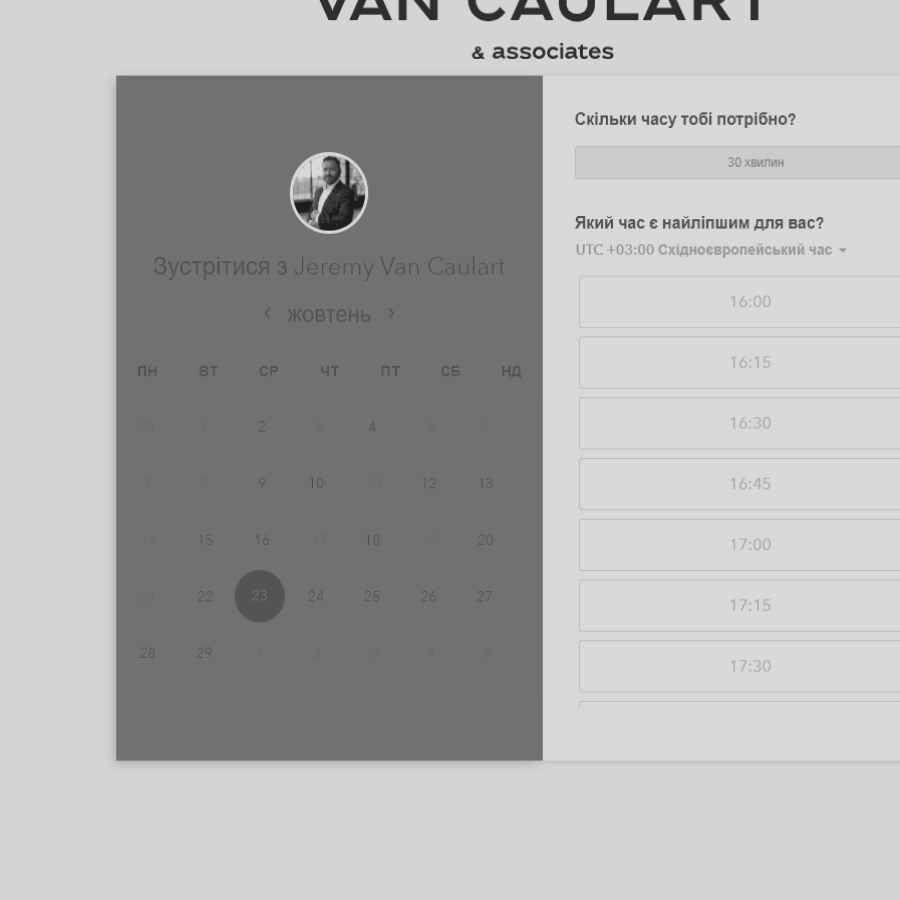 VAN CAULART
& associates
Зустрітися з Jeremy Van Caulart
жовтень
ПН ВТ СР ЧТ ПТ СБ НД
31 1 2 3 4 5 6
7 8 9 10 11 12 13
14 15 16 17 18 19 20
21 22 23 24 25 26 27
28 29 1 2 3 4 5
Скільки часу тобі потрібно?
30 хвилин
Який час є найліпшим для вас?
UTC +03:00 Східноєвропейський час
16:00
16:15
16:30
16:45
17:00
17:15
17:30